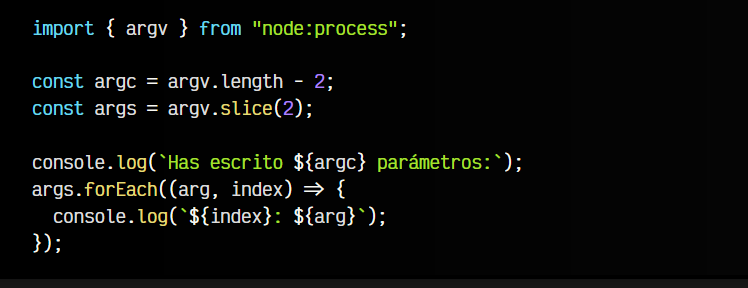 import { argv } from "node:process";
const argc = argv.length - 2;
const args = argv.slice(2);
console.log(`Has escrito ${argc} parámetros:`);
args.forEach((arg, index) => {
  console.log(`${index}: ${arg}`);
});